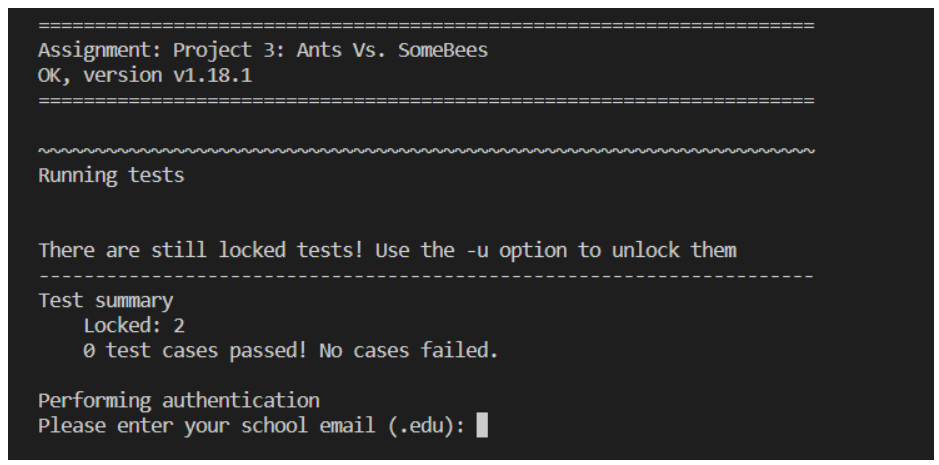 =====================================================================
Assignment: Project 3: Ants Vs. SomeBees
OK, version v1.18.1
=====================================================================
~~~~~~~~~~~~~~~~~~~~~~~~~~~~~~~~~~~~~~~~~~~~~~~~~~~~~~~~~~~~~~~~~~~~~
Running tests
There are still locked tests! Use the -u option to unlock them
---------------------------------------------------------------------
Test summary
    Locked: 2
    0 test cases passed! No cases failed.
Performing authentication
Please enter your school email (.edu):